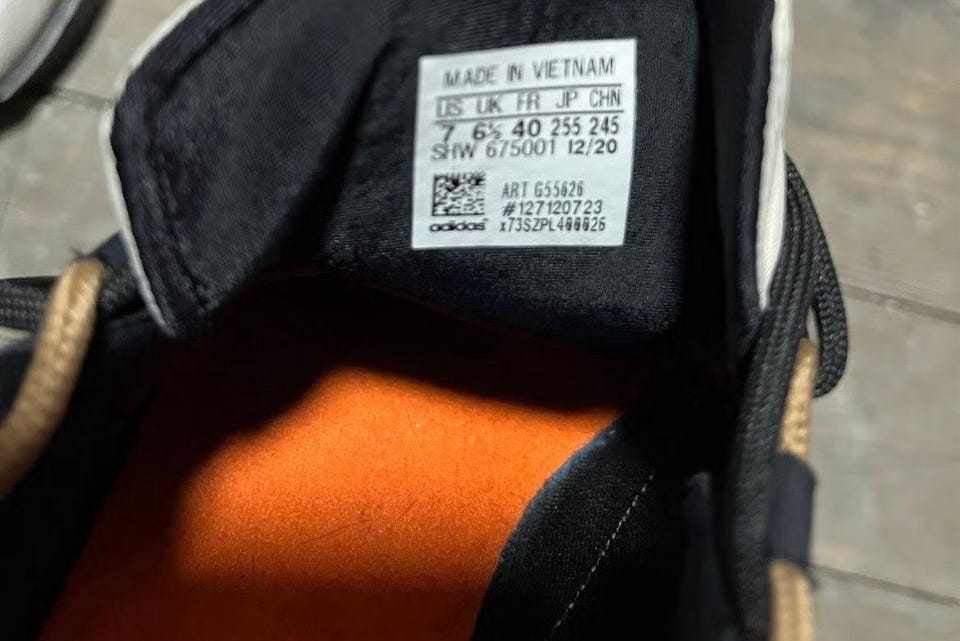 MADE IN VIETNAM
US UK FR JP CHN
7 6½ 40 255 245
SHW 675001 12/20
ART G55626
#127120723
adidas x73SZPL400026